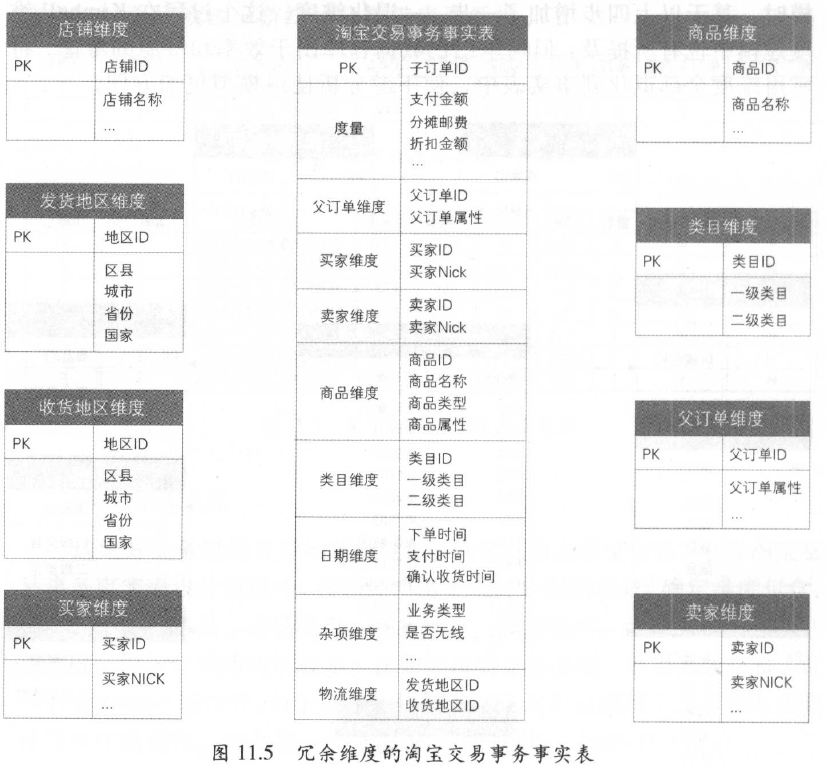 店铺维度
PK 店铺ID
店铺名称
...
发货地区维度
PK 地区ID
区县
城市
省份
国家
收货地区维度
PK 地区ID
区县
城市
省份
国家
买家维度
PK 买家ID
买家NICK
...
淘宝交易事务事实表
PK 子订单ID
度量
支付金额
分摊邮费
折扣金额
...
父订单维度
父订单ID
父订单属性
买家维度
买家ID
买家Nick
卖家维度
卖家ID
卖家Nick
商品维度
商品ID
商品名称
商品类型
商品属性
类目维度
类目ID
一级类目
二级类目
日期维度
下单时间
支付时间
确认收货时间
杂项维度
业务类型
是否无线
...
物流维度
发货地区ID
收货地区ID
商品维度
PK 商品ID
商品名称
...
类目维度
PK 类目ID
一级类目
二级类目
父订单维度
PK 父订单ID
父订单属性
...
卖家维度
PK 卖家ID
卖家NICK
...
图 11.5 冗余维度的淘宝交易事务事实表